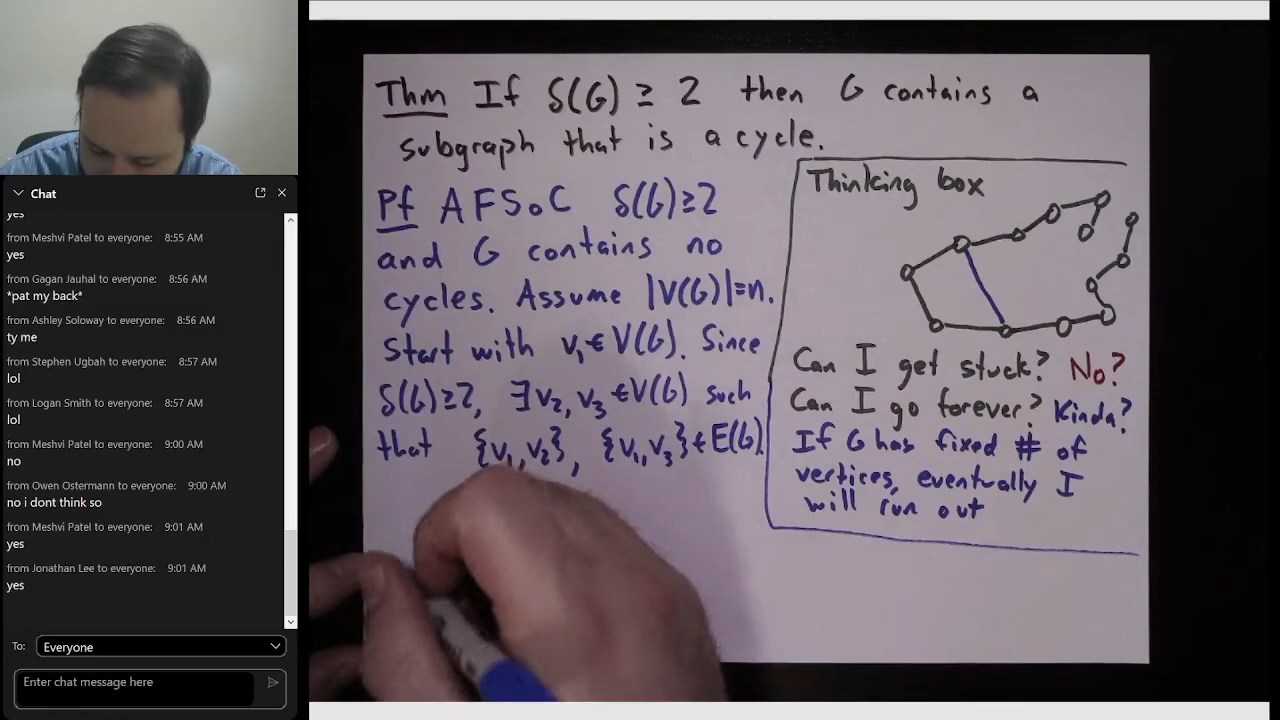 Chat
yes
from Meshvi Patel to everyone: 8:55 AM
yes
from Gagan Jauhal to everyone: 8:56 AM
*pat my back*
from Ashley Soloway to everyone: 8:56 AM
ty me
from Stephen Ugbah to everyone: 8:57 AM
lol
from Logan Smith to everyone: 8:57 AM
lol
from Meshvi Patel to everyone: 9:00 AM
no
from Owen Ostermann to everyone: 9:00 AM
no i dont think so
from Meshvi Patel to everyone: 9:01 AM
yes
from Jonathan Lee to everyone: 9:01 AM
yes
To: Everyone
Enter chat message here
Thm If δ(G) ≥ 2 then G contains a
subgraph that is a cycle.
Pf AFSoC δ(G)≥2
and G contains no
cycles. Assume |V(G)|=n.
Start with v₁∈V(G). Since
δ(G)≥2, ∃v₂,v₃∈V(G) such
that {v₁,v₂}, {v₁,v₃}∈E(G).
Thinking box
Can I get stuck? No?
Can I go forever? Kinda?
If G has fixed # of
vertices, eventually I
will run out